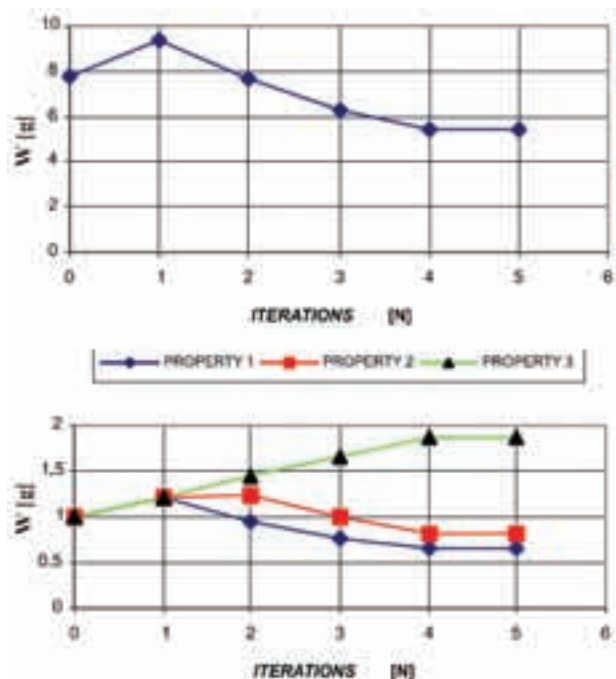 10
8
6
4
2
0
W [g]
0 1 2 3 4 5 6
ITERATIONS [N]
PROPERTY 1 PROPERTY 2 PROPERTY 3
2
1,5
1
0,5
0
W [g]
0 1 2 3 4 5 6
ITERATIONS [N]